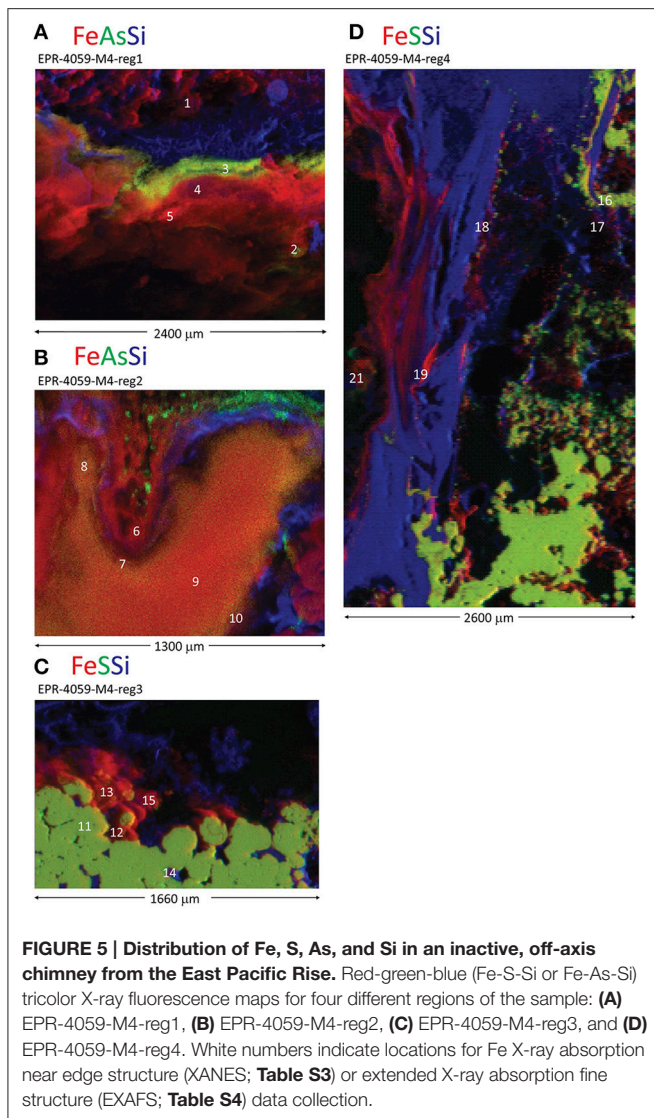 A
FeAsSi
EPR-4059-M4-reg1
1
3
4
5
2
2400 µm
B
FeAsSi
EPR-4059-M4-reg2
8
6
7
9
10
1300 µm
C
FeSSi
EPR-4059-M4-reg3
13
15
11
12
14
1660 µm
D
FeSSi
EPR-4059-M4-reg4
16
18
17
19
21
2600 µm
FIGURE 5 | Distribution of Fe, S, As, and Si in an inactive, off-axis
chimney from the East Pacific Rise. Red-green-blue (Fe-S-Si or Fe-As-Si)
tricolor X-ray fluorescence maps for four different regions of the sample: (A)
EPR-4059-M4-reg1, (B) EPR-4059-M4-reg2, (C) EPR-4059-M4-reg3, and (D)
EPR-4059-M4-reg4. White numbers indicate locations for Fe X-ray absorption
near edge structure (XANES; Table S3) or extended X-ray absorption fine
structure (EXAFS; Table S4) data collection.